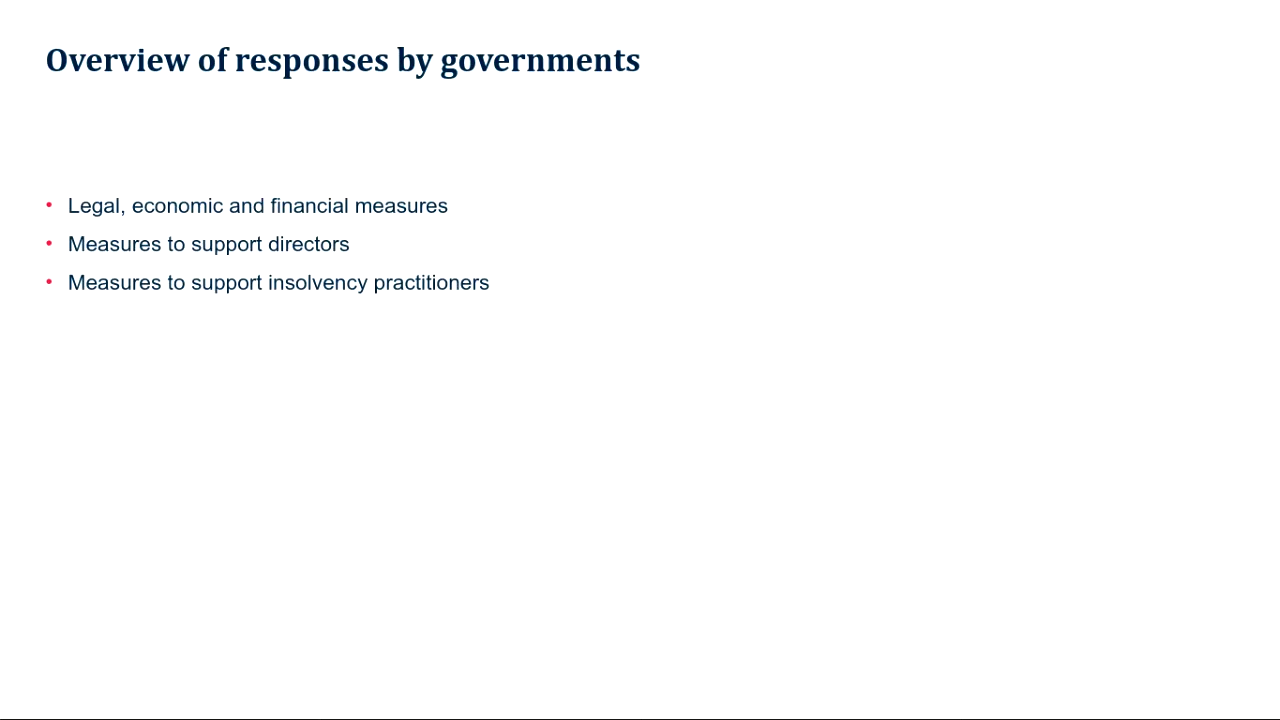 Overview of responses by governments
• Legal, economic and financial measures
• Measures to support directors
• Measures to support insolvency practitioners